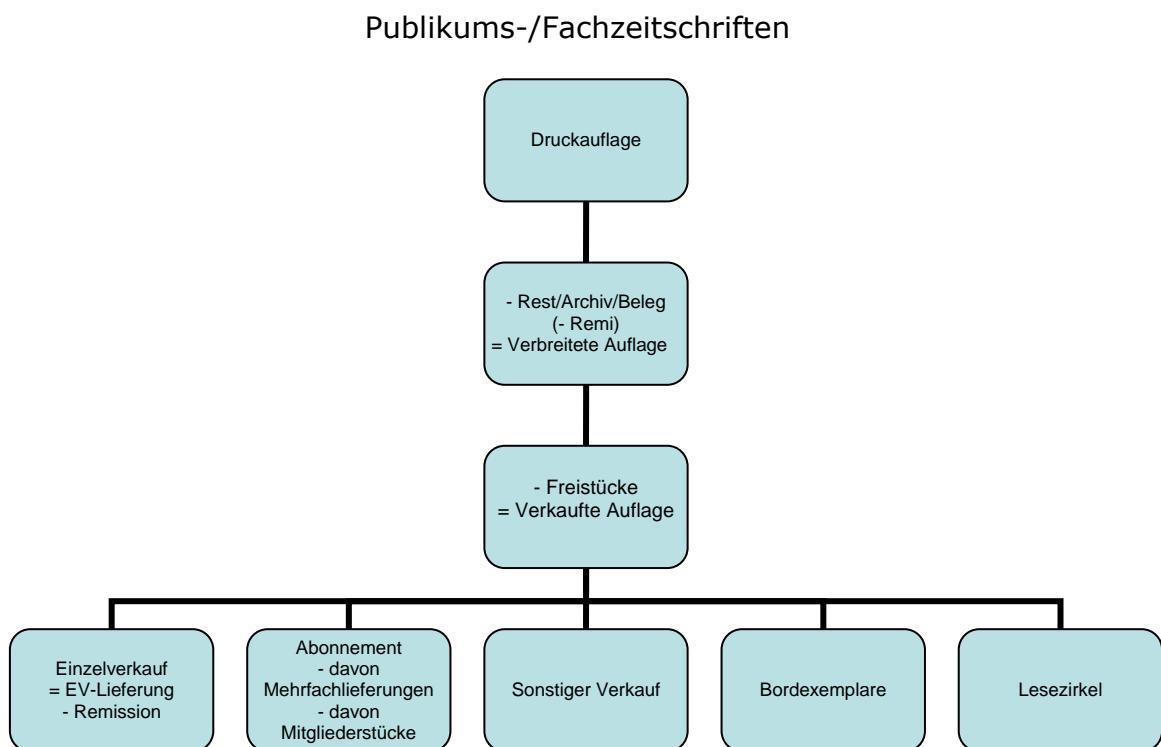 Publikums-/Fachzeitschriften
Druckauflage
- Rest/Archiv/Beleg
(- Remi)
= Verbreitete Auflage
- Freistücke
= Verkaufte Auflage
Einzelverkauf
= EV-Lieferung
- Remission
Abonnement
- davon
Mehrfachlieferungen
- davon
Mitgliederstücke
Sonstiger Verkauf
Bordexemplare
Lesezirkel